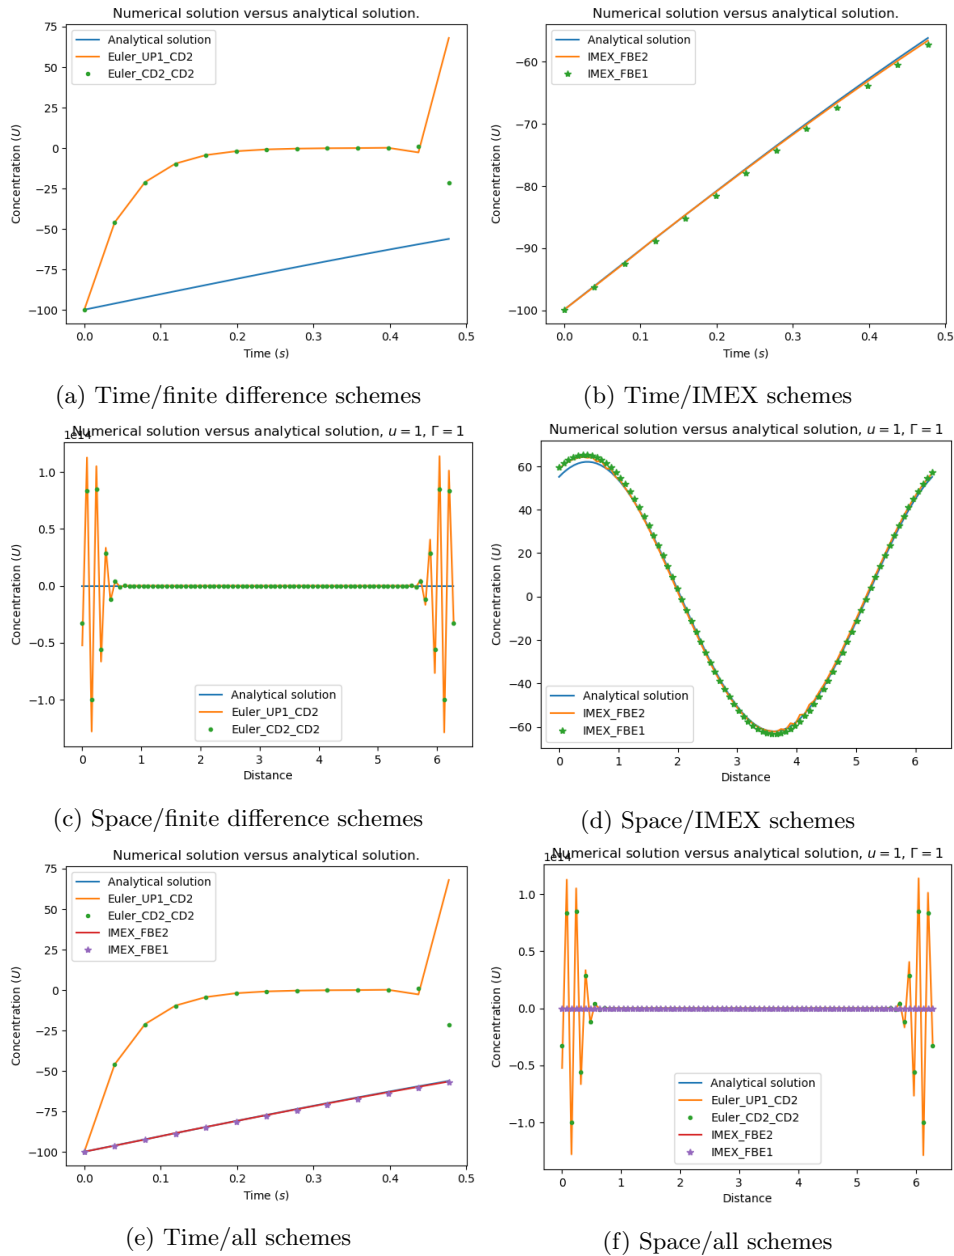 Numerical solution versus analytical solution.
75
50
25
0
−25
−50
−75
−100
Concentration (U)
Analytical solution
Euler_UP1_CD2
Euler_CD2_CD2
0.0 0.1 0.2 0.3 0.4 0.5
Time (s)
(a) Time/finite difference schemes
Numerical solution versus analytical solution.
−60
−70
−80
−90
−100
Concentration (U)
Analytical solution
IMEX_FBE2
IMEX_FBE1
0.0 0.1 0.2 0.3 0.4 0.5
Time (s)
(b) Time/IMEX schemes
Numerical solution versus analytical solution, u = 1, Γ = 1
1e14
1.0
0.5
0.0
−0.5
−1.0
Concentration (U)
Analytical solution
Euler_UP1_CD2
Euler_CD2_CD2
0 1 2 3 4 5 6
Distance
(c) Space/finite difference schemes
Numerical solution versus analytical solution, u = 1, Γ = 1
60
40
20
0
−20
−40
−60
Concentration (U)
Analytical solution
IMEX_FBE2
IMEX_FBE1
0 1 2 3 4 5 6
Distance
(d) Space/IMEX schemes
Numerical solution versus analytical solution.
75
50
25
0
−25
−50
−75
−100
Concentration (U)
Analytical solution
Euler_UP1_CD2
Euler_CD2_CD2
IMEX_FBE2
IMEX_FBE1
0.0 0.1 0.2 0.3 0.4 0.5
Time (s)
(e) Time/all schemes
Numerical solution versus analytical solution, u = 1, Γ = 1
1e14
1.0
0.5
0.0
−0.5
−1.0
Concentration (U)
Analytical solution
Euler_UP1_CD2
Euler_CD2_CD2
IMEX_FBE2
IMEX_FBE1
0 1 2 3 4 5 6
Distance
(f) Space/all schemes